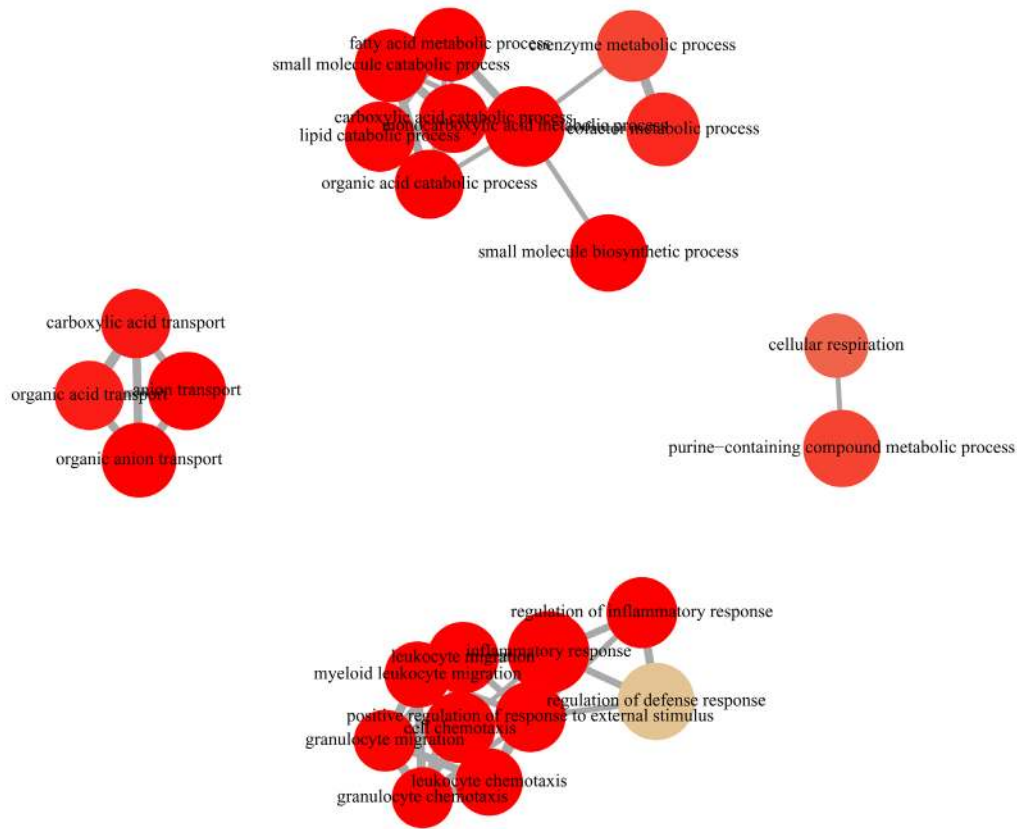 fatty acid metabolic process
coenzyme metabolic process
small molecule catabolic process
carboxylic acid catabolic process
monocarboxylic acid metabolic process
cofactor metabolic process
lipid catabolic process
organic acid catabolic process
small molecule biosynthetic process
carboxylic acid transport
cellular respiration
organic acid transport
anion transport
purine−containing compound metabolic process
organic anion transport
regulation of inflammatory response
inflammatory response
leukocyte migration
myeloid leukocyte migration
regulation of defense response
positive regulation of response to external stimulus
cell chemotaxis
granulocyte migration
leukocyte chemotaxis
granulocyte chemotaxis